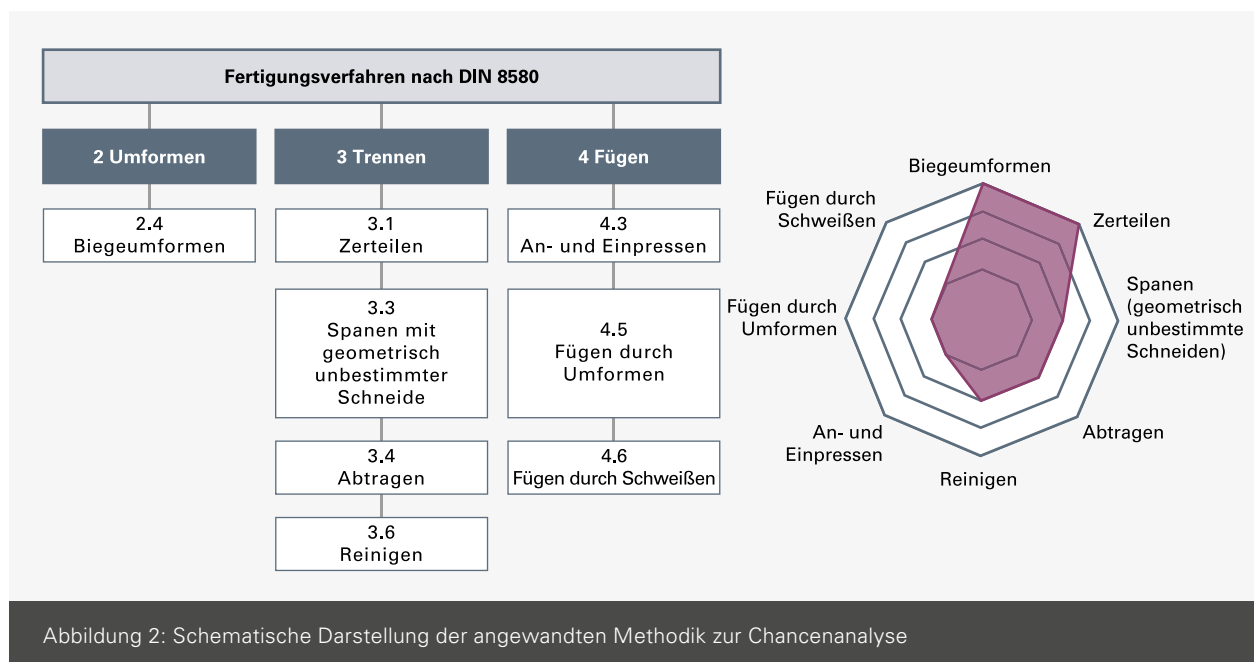 Fertigungsverfahren nach DIN 8580
2 Umformen
3 Trennen
4 Fügen
2.4
Biegeumformen
3.1
Zerteilen
4.3
An- und Einpressen
3.3
Spanen mit
geometrisch
unbestimmter
Schneide
4.5
Fügen durch
Umformen
3.4
Abtragen
4.6
Fügen durch Schweißen
3.6
Reinigen
Biegeumformen
Zerteilen
Spanen
(geometrisch
unbestimmte
Schneiden)
Abtragen
Reinigen
An- und
Einpressen
Fügen durch
Umformen
Fügen durch
Schweißen
Abbildung 2: Schematische Darstellung der angewandten Methodik zur Chancenanalyse